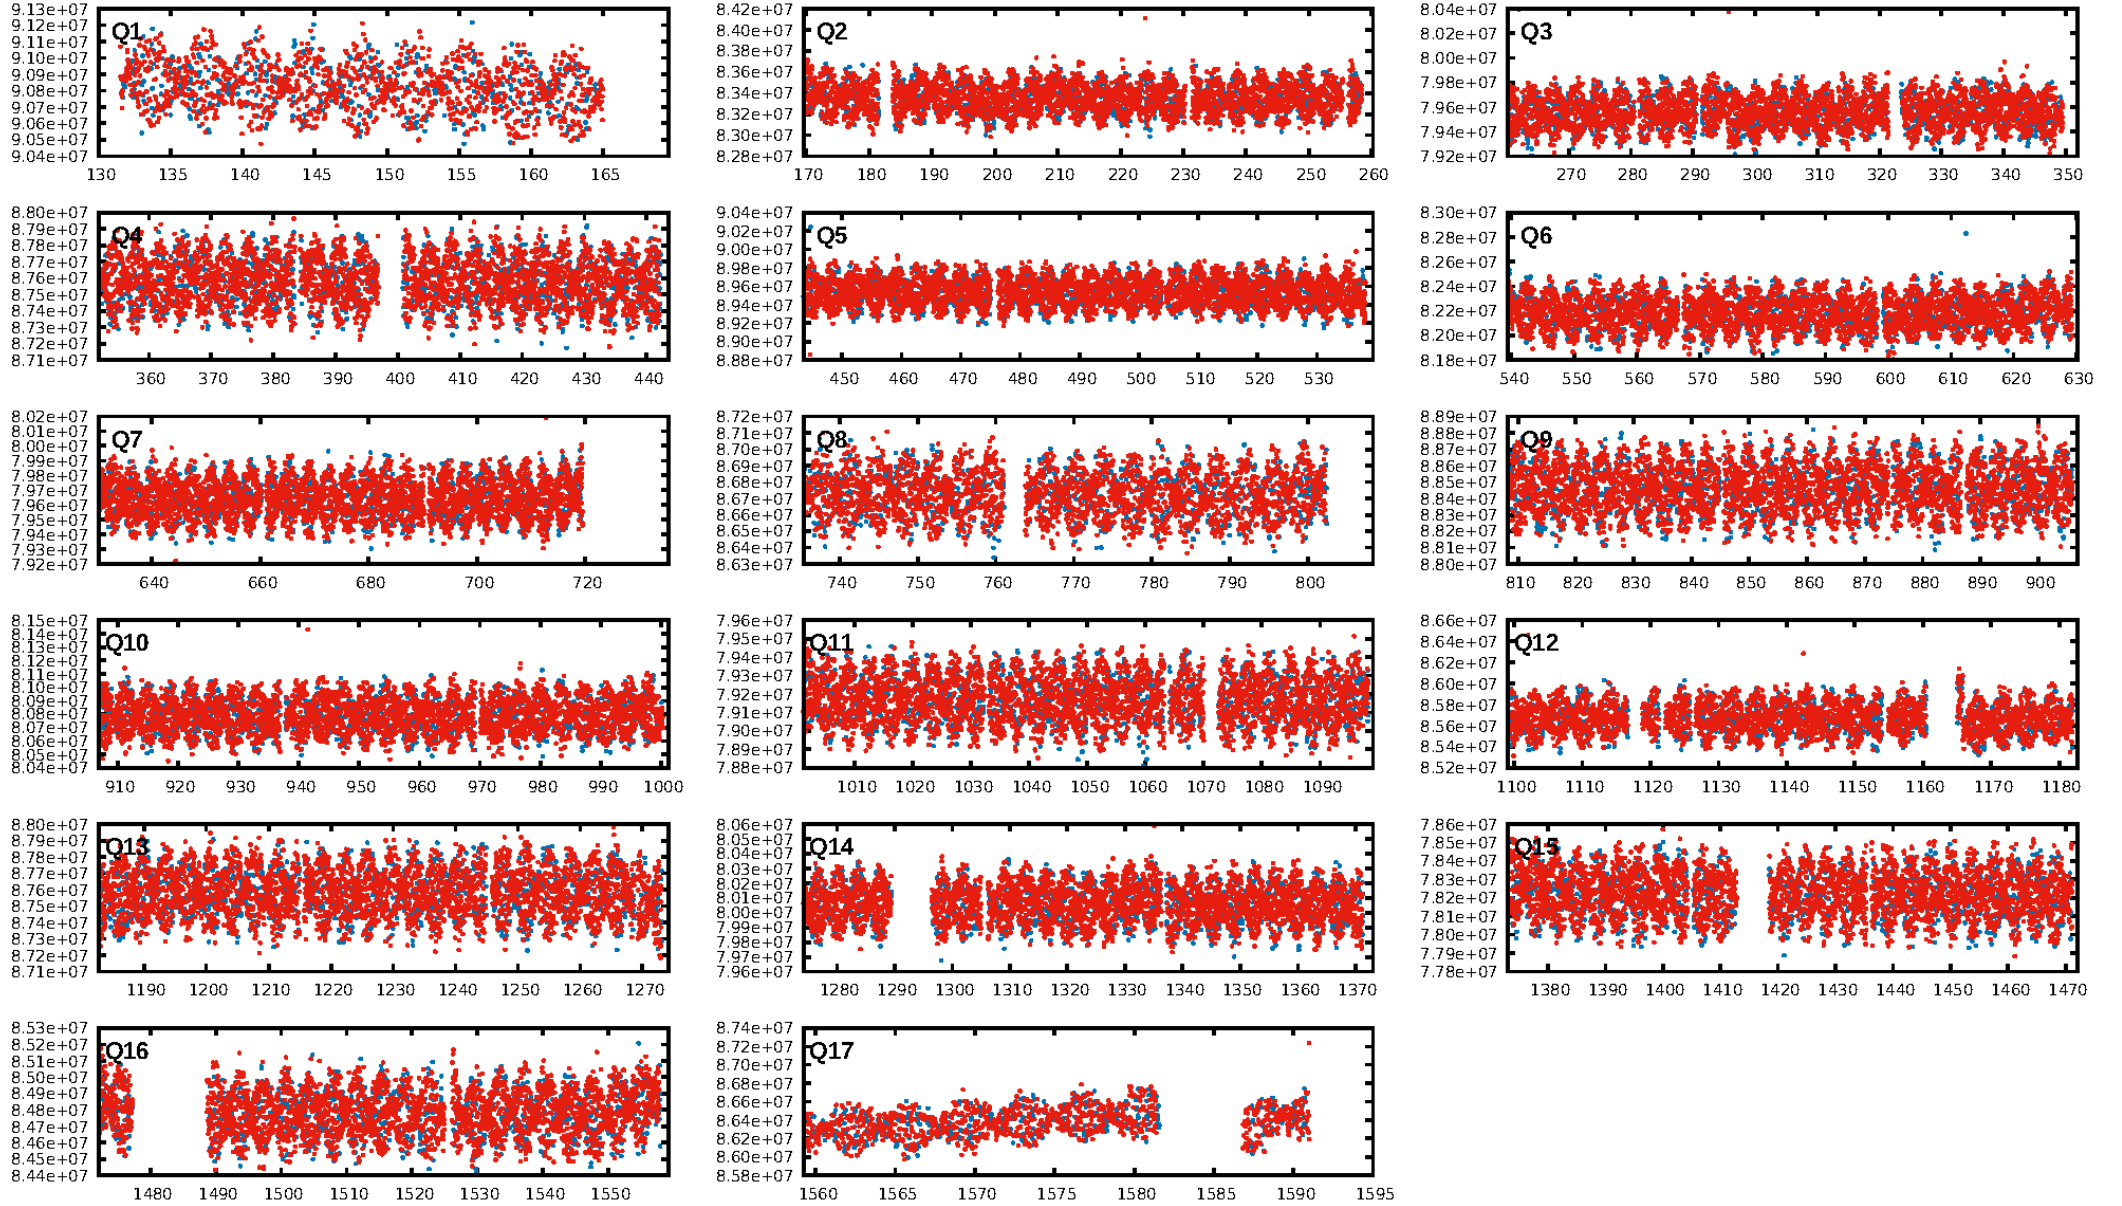 9.13e+07
9.12e+07
9.11e+07
9.10e+07
9.09e+07
9.08e+07
9.07e+07
9.06e+07
9.05e+07
9.04e+07
Q1
130 135 140 145 150 155 160 165
8.42e+07
8.40e+07
8.38e+07
8.36e+07
8.34e+07
8.32e+07
8.30e+07
8.28e+07
Q2
170 180 190 200 210 220 230 240 250 260
8.04e+07
8.02e+07
8.00e+07
7.98e+07
7.96e+07
7.94e+07
7.92e+07
Q3
270 280 290 300 310 320 330 340 350
8.80e+07
8.79e+07
8.78e+07
8.77e+07
8.76e+07
8.75e+07
8.74e+07
8.73e+07
8.72e+07
8.71e+07
Q4
360 370 380 390 400 410 420 430 440
9.04e+07
9.02e+07
9.00e+07
8.98e+07
8.96e+07
8.94e+07
8.92e+07
8.90e+07
8.88e+07
Q5
450 460 470 480 490 500 510 520 530
8.30e+07
8.28e+07
8.26e+07
8.24e+07
8.22e+07
8.20e+07
8.18e+07
Q6
540 550 560 570 580 590 600 610 620 630
8.02e+07
8.01e+07
8.00e+07
7.99e+07
7.98e+07
7.97e+07
7.96e+07
7.95e+07
7.94e+07
7.93e+07
7.92e+07
Q7
640 660 680 700 720
8.72e+07
8.71e+07
8.70e+07
8.69e+07
8.68e+07
8.67e+07
8.66e+07
8.65e+07
8.64e+07
8.63e+07
Q8
740 750 760 770 780 790 800
8.89e+07
8.88e+07
8.87e+07
8.86e+07
8.85e+07
8.84e+07
8.83e+07
8.82e+07
8.81e+07
8.80e+07
Q9
810 820 830 840 850 860 870 880 890 900
8.15e+07
8.14e+07
8.13e+07
8.12e+07
8.11e+07
8.10e+07
8.09e+07
8.08e+07
8.07e+07
8.06e+07
8.05e+07
8.04e+07
Q10
910 920 930 940 950 960 970 980 990 1000
7.96e+07
7.95e+07
7.94e+07
7.93e+07
7.92e+07
7.91e+07
7.90e+07
7.89e+07
7.88e+07
Q11
1010 1020 1030 1040 1050 1060 1070 1080 1090
8.66e+07
8.64e+07
8.62e+07
8.60e+07
8.58e+07
8.56e+07
8.54e+07
8.52e+07
Q12
1100 1110 1120 1130 1140 1150 1160 1170 1180
8.80e+07
8.79e+07
8.78e+07
8.77e+07
8.76e+07
8.75e+07
8.74e+07
8.73e+07
8.72e+07
8.71e+07
Q13
1190 1200 1210 1220 1230 1240 1250 1260 1270
8.06e+07
8.05e+07
8.04e+07
8.03e+07
8.02e+07
8.01e+07
8.00e+07
7.99e+07
7.98e+07
7.97e+07
7.96e+07
Q14
1280 1290 1300 1310 1320 1330 1340 1350 1360 1370
7.86e+07
7.85e+07
7.84e+07
7.83e+07
7.82e+07
7.81e+07
7.80e+07
7.79e+07
7.78e+07
Q15
1380 1390 1400 1410 1420 1430 1440 1450 1460 1470
8.53e+07
8.52e+07
8.51e+07
8.50e+07
8.49e+07
8.48e+07
8.47e+07
8.46e+07
8.45e+07
8.44e+07
Q16
1480 1490 1500 1510 1520 1530 1540 1550
8.74e+07
8.72e+07
8.70e+07
8.68e+07
8.66e+07
8.64e+07
8.62e+07
8.60e+07
8.58e+07
Q17
1560 1565 1570 1575 1580 1585 1590 1595